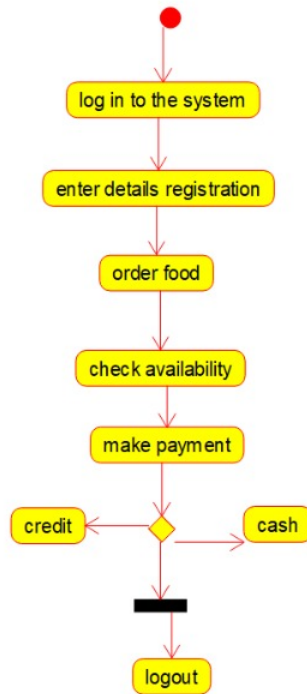 log in to the system
enter details registration
order food
check availability
make payment
credit
cash
logout